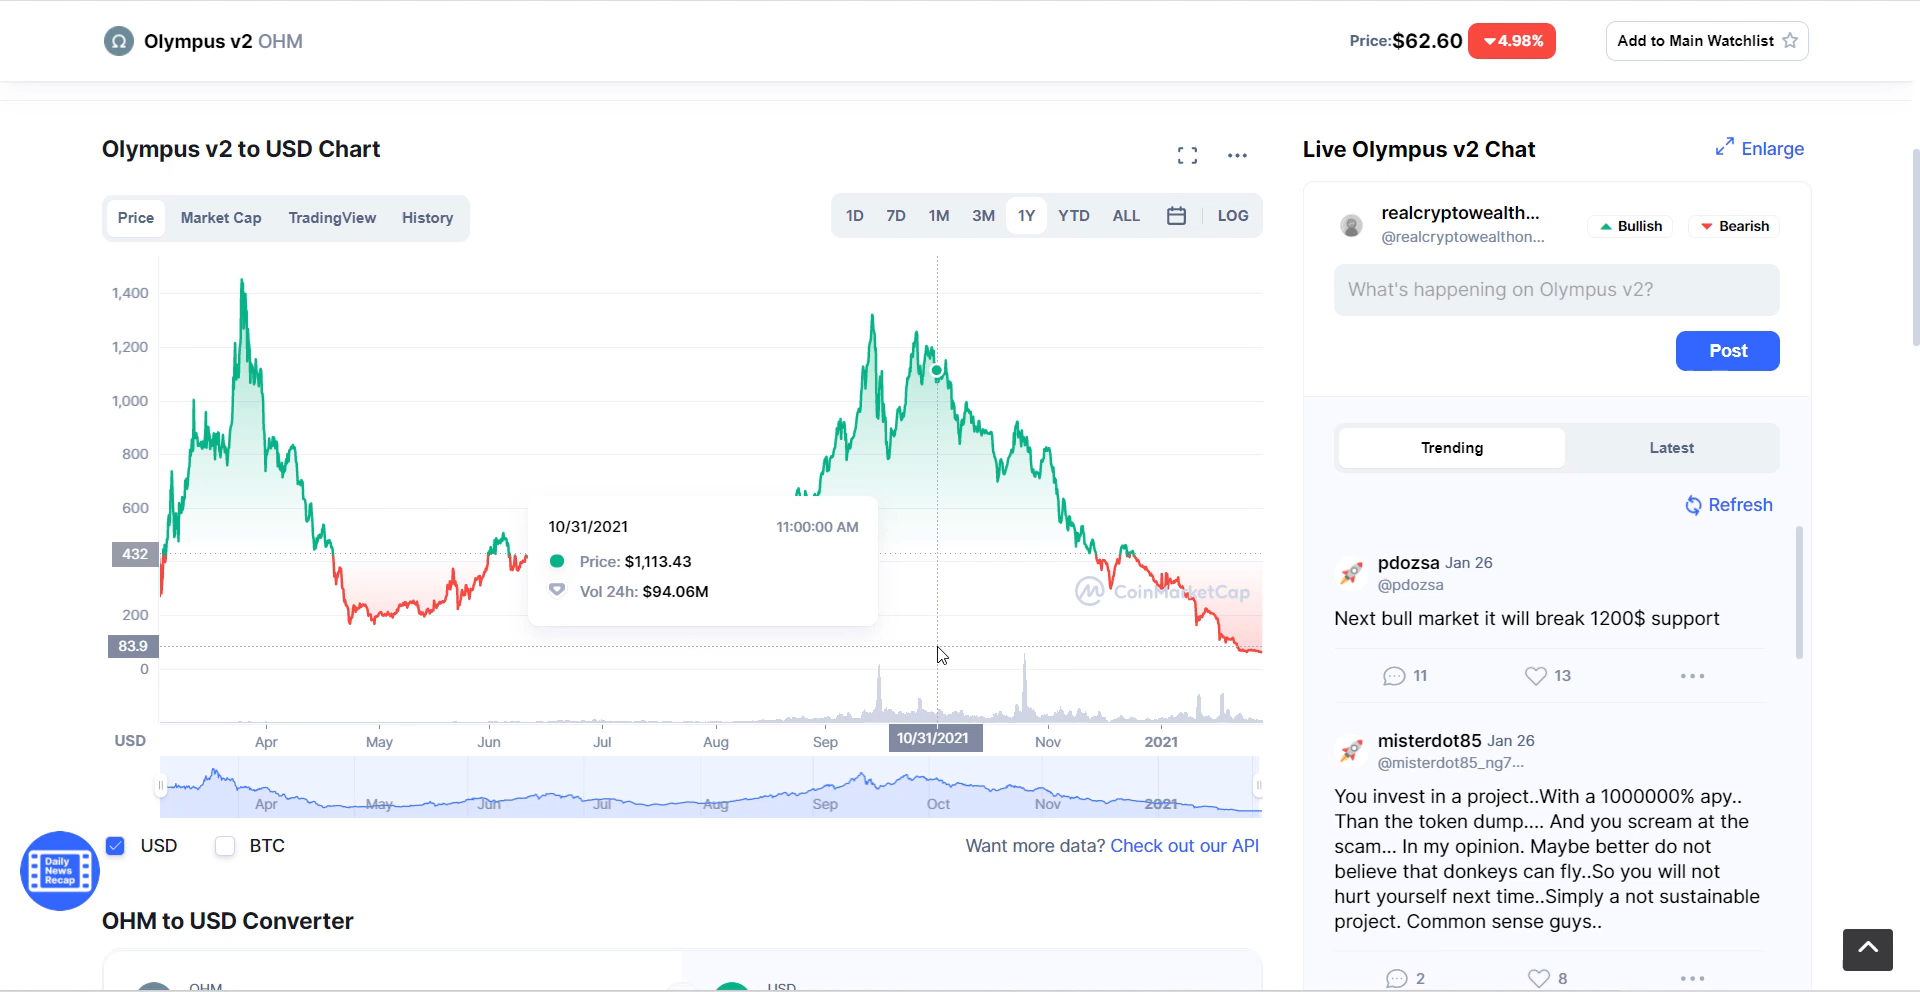 Olympus v2 OHM
Price:$62.60
4.98%
Add to Main Watchlist
Olympus v2 to USD Chart
Price
Market Cap
TradingView
History
1D
7D
1M
3M
1Y
YTD
ALL
LOG
1,400
1,200
1,000
800
600
432
200
83.9
0
10/31/2021
11:00:00 AM
Price: $1,113.43
Vol 24h: $94.06M
CoinMarketCap
USD
Apr
May
Jun
Jul
Aug
Sep
10/31/2021
Nov
2021
Apr
May
Jun
Jul
Aug
Sep
Oct
Nov
2021
Daily
News
Recap
USD
BTC
Want more data? Check out our API
OHM to USD Converter
OHM
USD
Live Olympus v2 Chat
Enlarge
realcryptowealth...
@realcryptowealthon...
Bullish
Bearish
What's happening on Olympus v2?
Post
Trending
Latest
Refresh
pdozsa Jan 26
@pdozsa
Next bull market it will break 1200$ support
11
13
misterdot85 Jan 26
@misterdot85_ng7...
You invest in a project..With a 1000000% apy..
Than the token dump.... And you scream at the
scam... In my opinion. Maybe better do not
believe that donkeys can fly..So you will not
hurt yourself next time..Simply a not sustainable
project. Common sense guys..
2
8